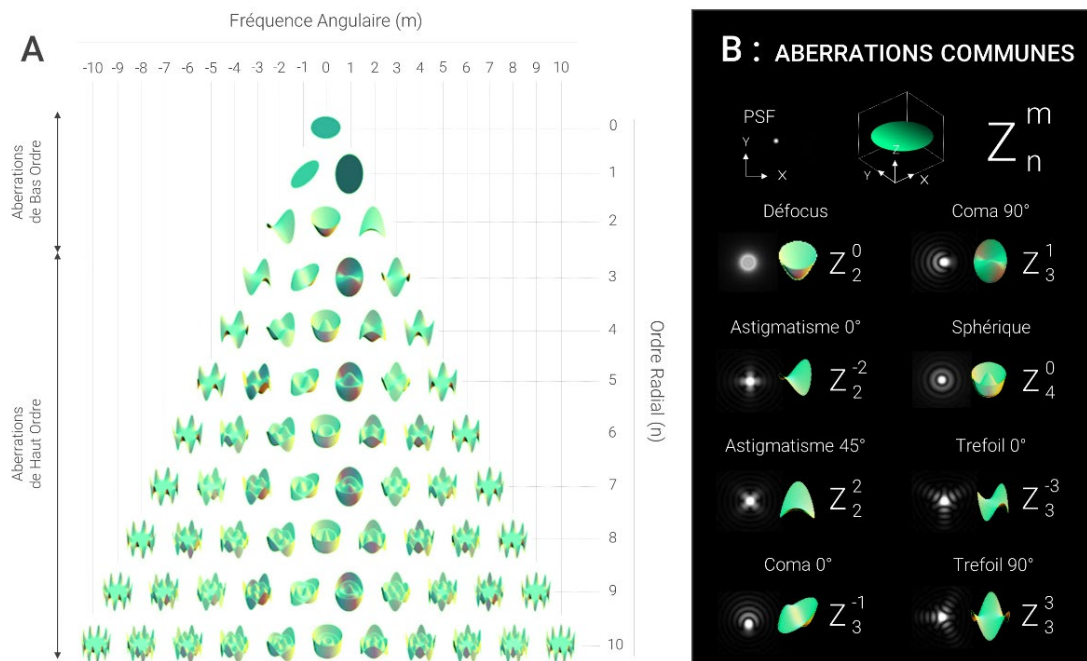 Fréquence Angulaire (m)
A
-10 -9 -8 -7 -6 -5 -4 -3 -2 -1 0 1 2 3 4 5 6 7 8 9 10
Aberrations
de Bas Ordre
Aberrations
de Haut Ordre
0
1
2
3
4
5
6
7
8
9
10
Ordre Radial (n)
B : ABERRATIONS COMMUNES
PSF
Y
X
Z
Y
X
Z m n
Défocus
Z 0 2
Coma 90°
Z 1 3
Astigmatisme 0°
Z -2 2
Sphérique
Z 0 4
Astigmatisme 45°
Z 2 2
Trefoil 0°
Z -3 3
Coma 0°
Z -1 3
Trefoil 90°
Z 3 3